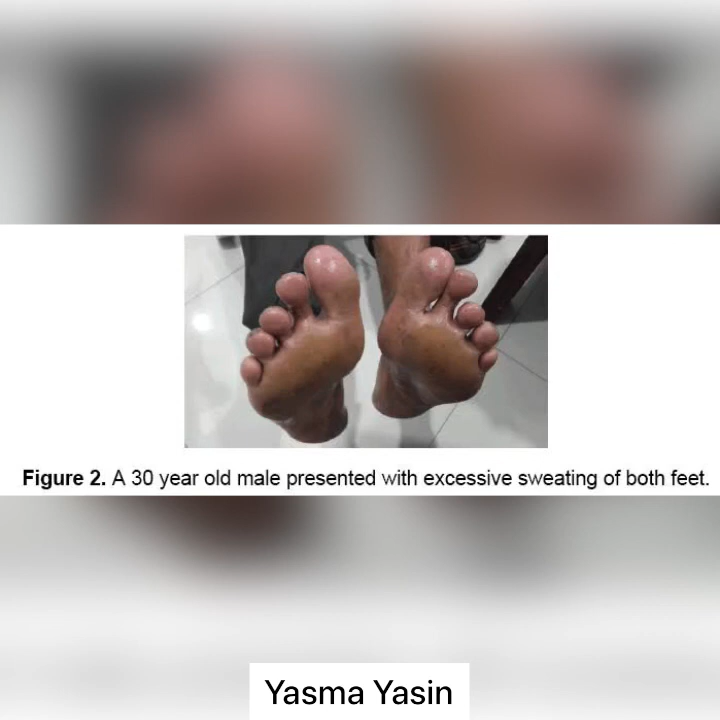 Figure 2. A 30 year old male presented with excessive sweating of both feet.
Yasma Yasin